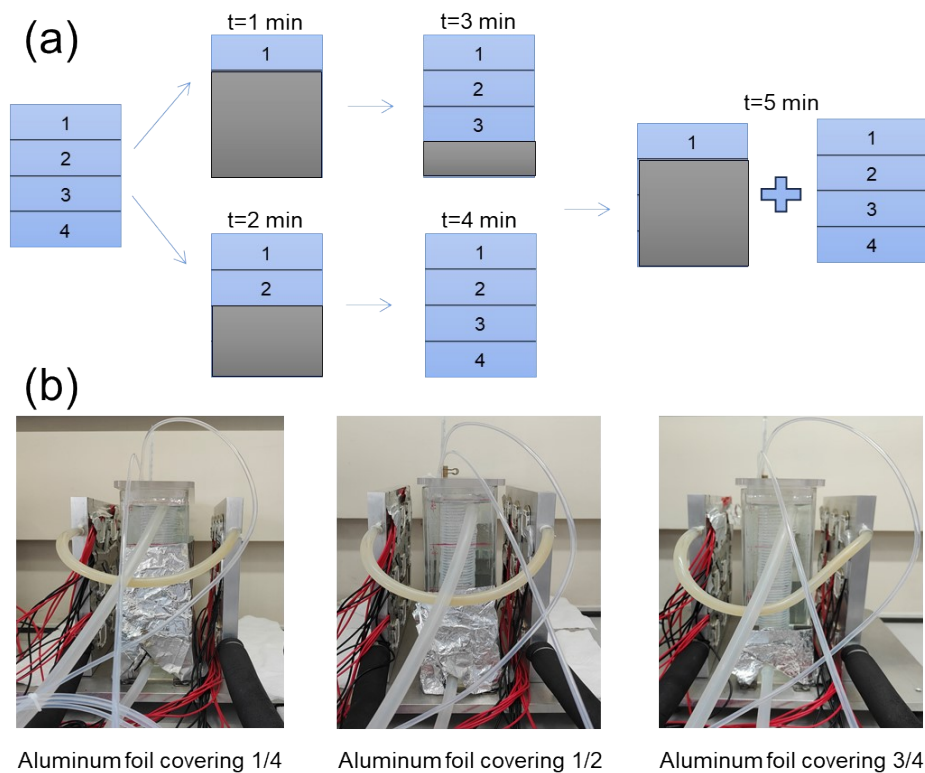 (a)
t=1 min
t=3 min
t=5 min
1
2
3
4
1
1
2
3
t=2 min
t=4 min
1
2
1
2
3
4
1
1
2
3
4
(b)
Aluminum foil covering 1/4
Aluminum foil covering 1/2
Aluminum foil covering 3/4